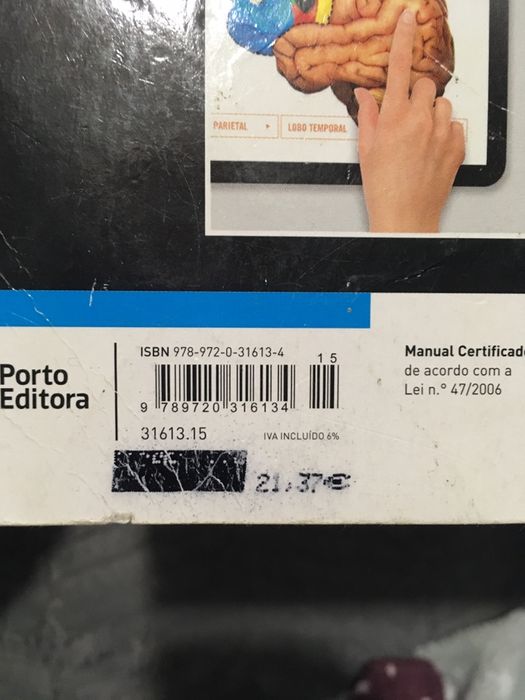 PARIETAL
LOBO TEMPORAL
ISBN 978-972-0-31613-4
1 5
Porto
Editora
9 789720 316134
31613.15
IVA INCLUÍDO 6%
21.37€
Manual Certificado
de acordo com a
Lei n.º 47/2006